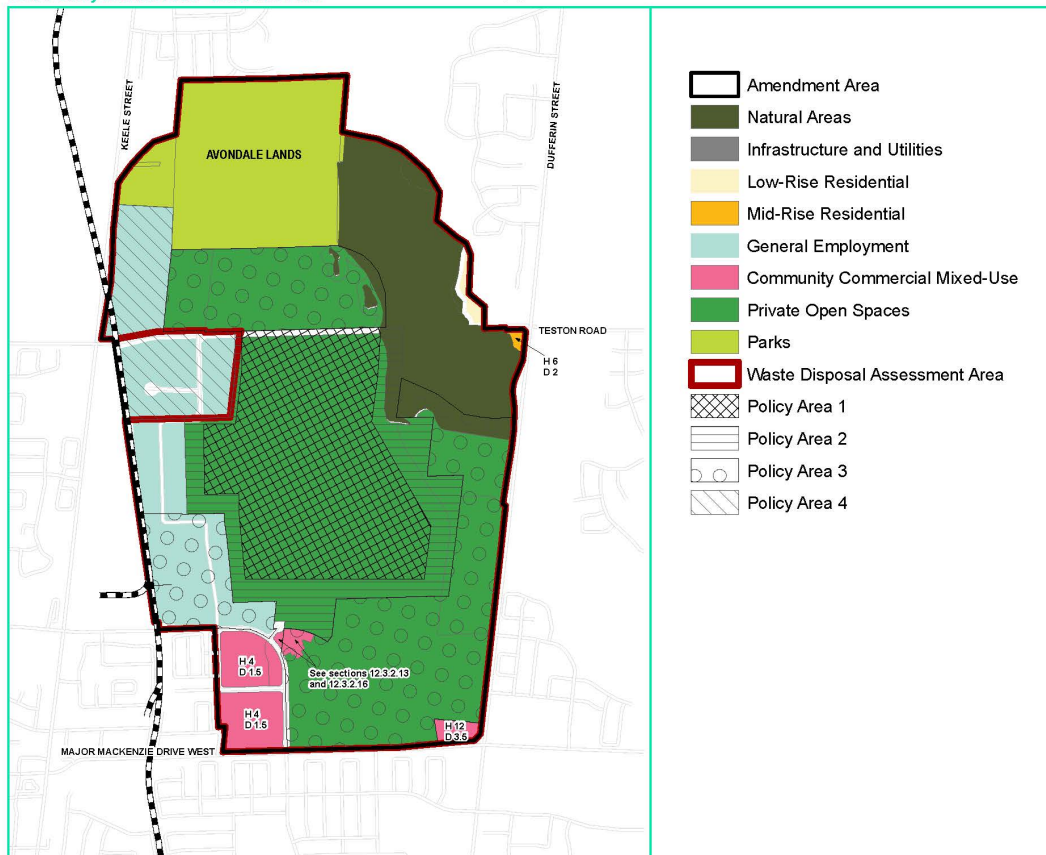 KEELE STREET
DUFFERIN STREET
AVONDALE LANDS
TESTON ROAD
H 6
D 2
H 4
D 1.5
See sections 12.3.2.13
and 12.3.2.16
H 4
D 1.5
H 12
D 3.5
MAJOR MACKENZIE DRIVE WEST
Amendment Area
Natural Areas
Infrastructure and Utilities
Low-Rise Residential
Mid-Rise Residential
General Employment
Community Commercial Mixed-Use
Private Open Spaces
Parks
Waste Disposal Assessment Area
Policy Area 1
Policy Area 2
Policy Area 3
Policy Area 4